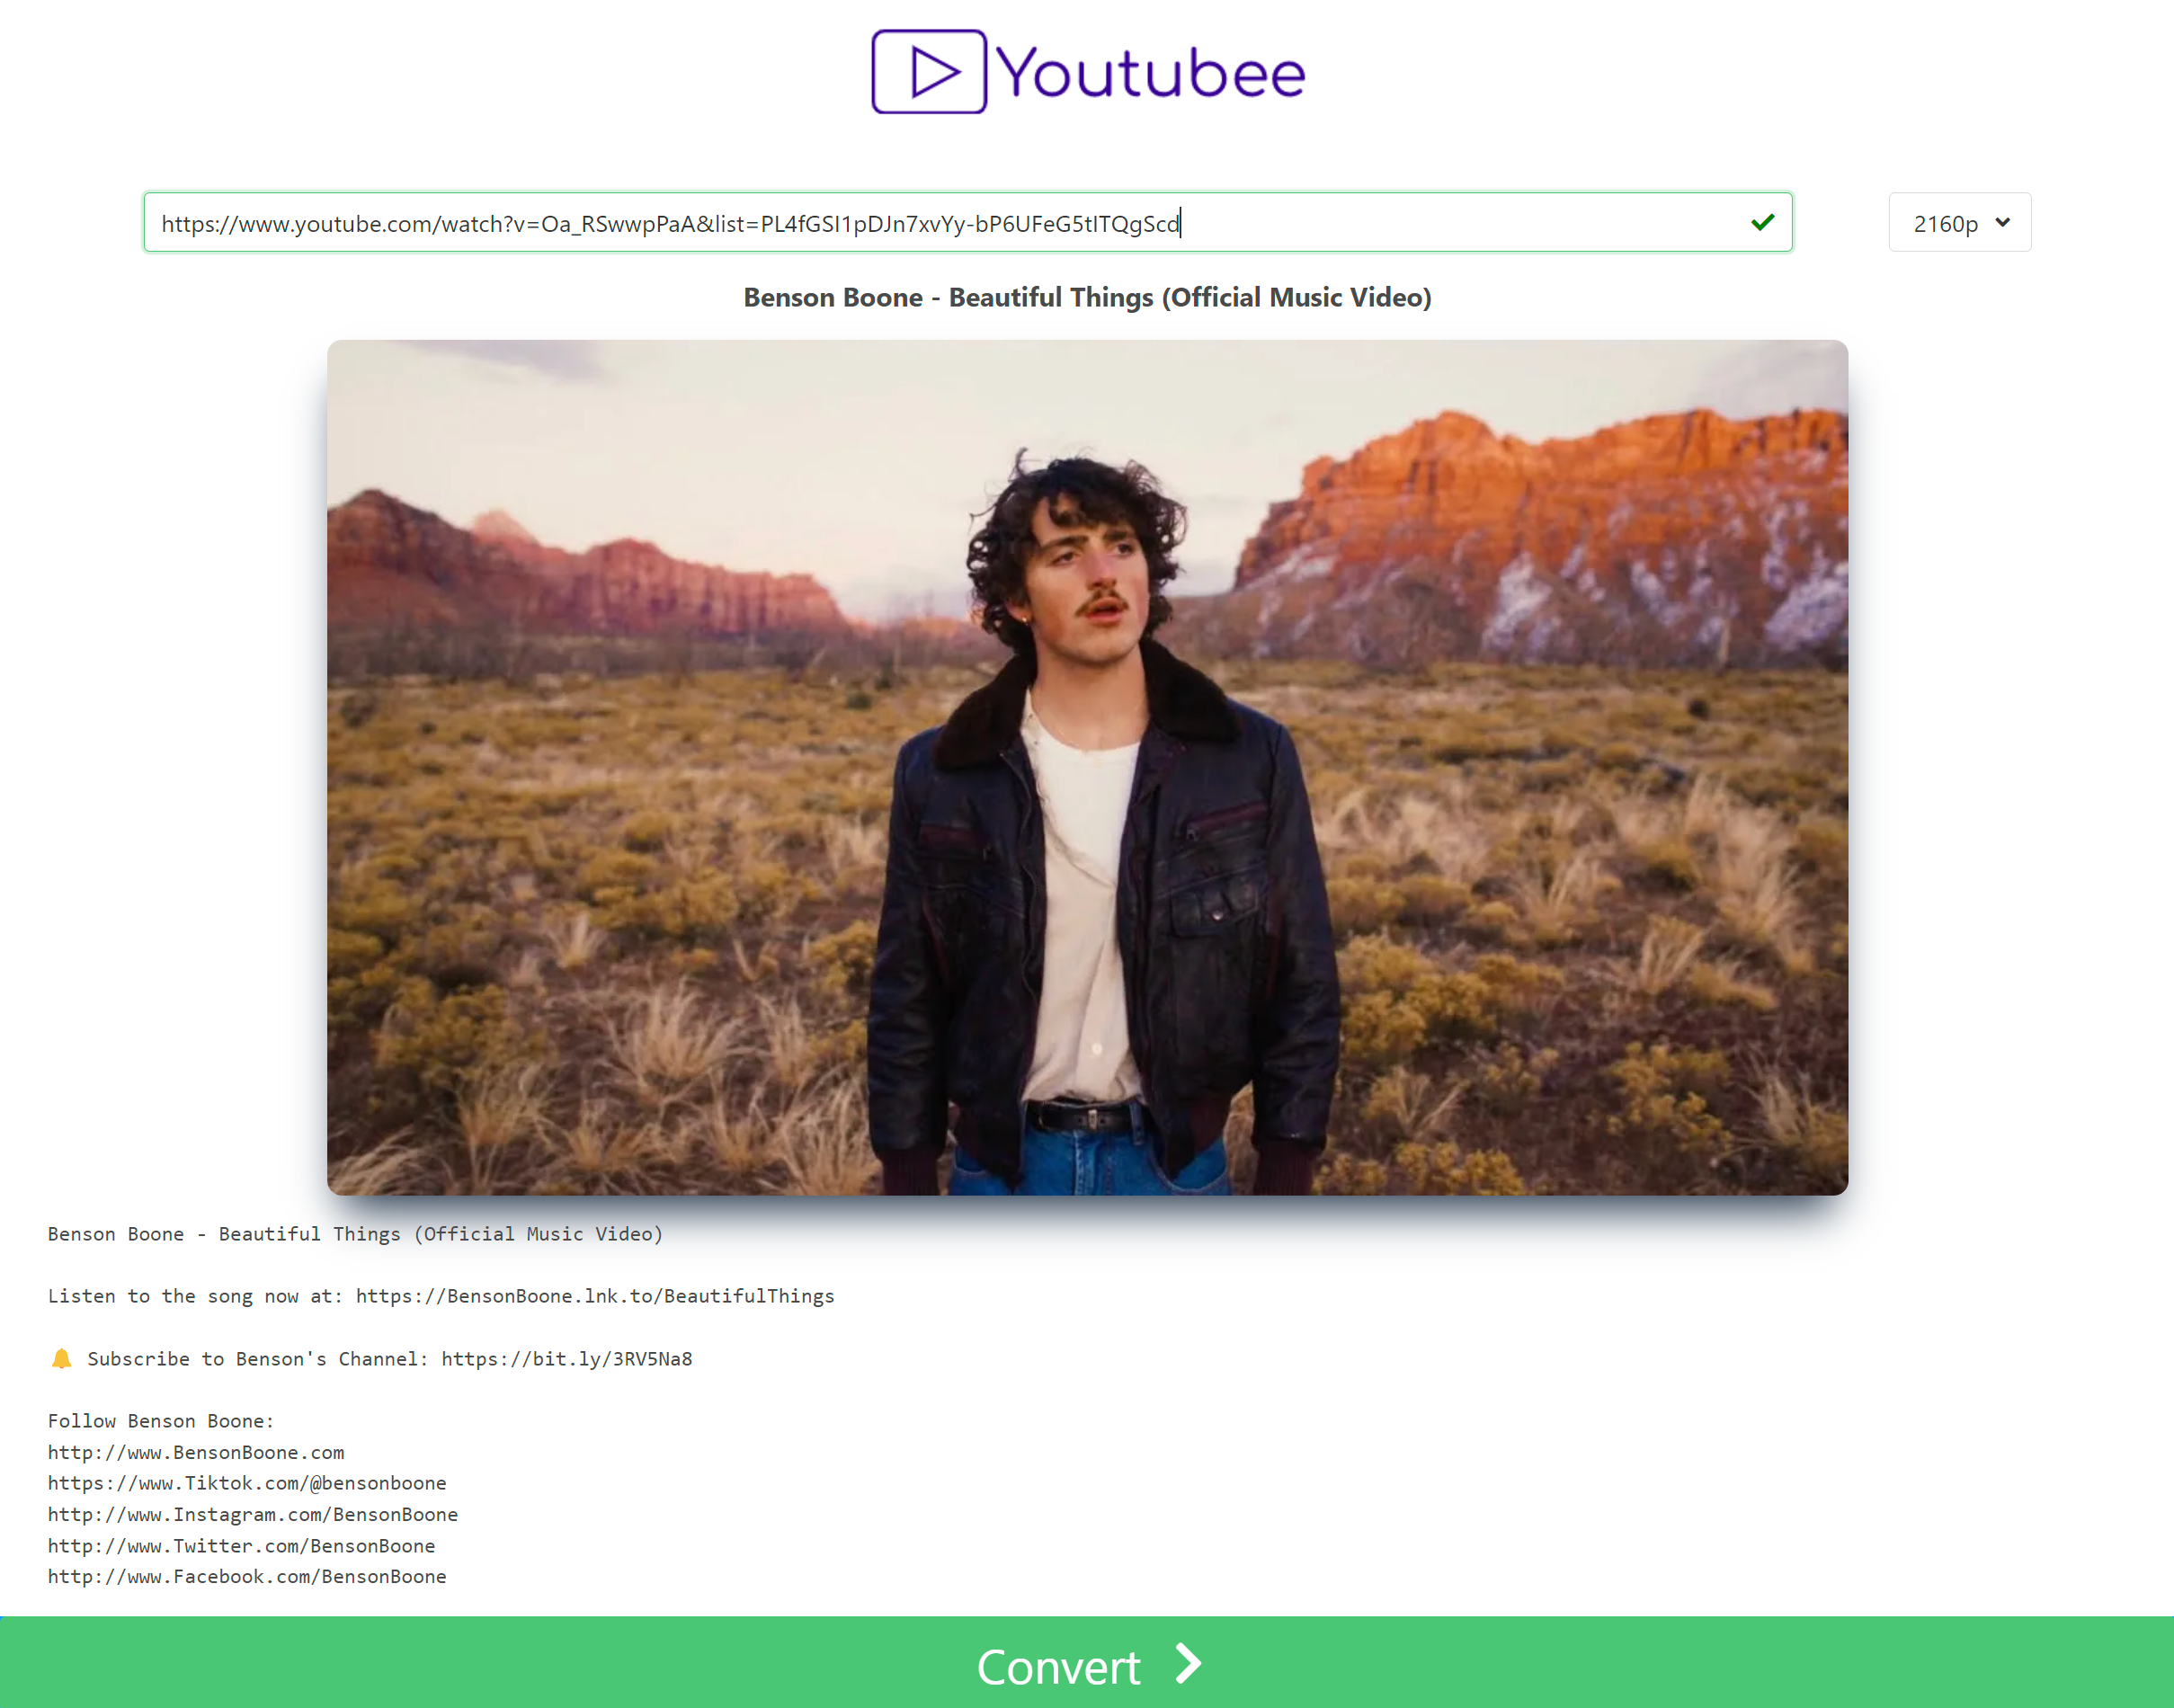 Youtubee
https://www.youtube.com/watch?v=Oa_RSwwpPaA&list=PL4fGSI1pDJn7xvYy-bP6UFeG5tITQgScd
2160p
Benson Boone - Beautiful Things (Official Music Video)
Benson Boone - Beautiful Things (Official Music Video)
Listen to the song now at: https://BensonBoone.lnk.to/BeautifulThings
🔔 Subscribe to Benson's Channel: https://bit.ly/3RV5Na8
Follow Benson Boone:
http://www.BensonBoone.com
https://www.Tiktok.com/@bensonboone
http://www.Instagram.com/BensonBoone
http://www.Twitter.com/BensonBoone
http://www.Facebook.com/BensonBoone
Convert